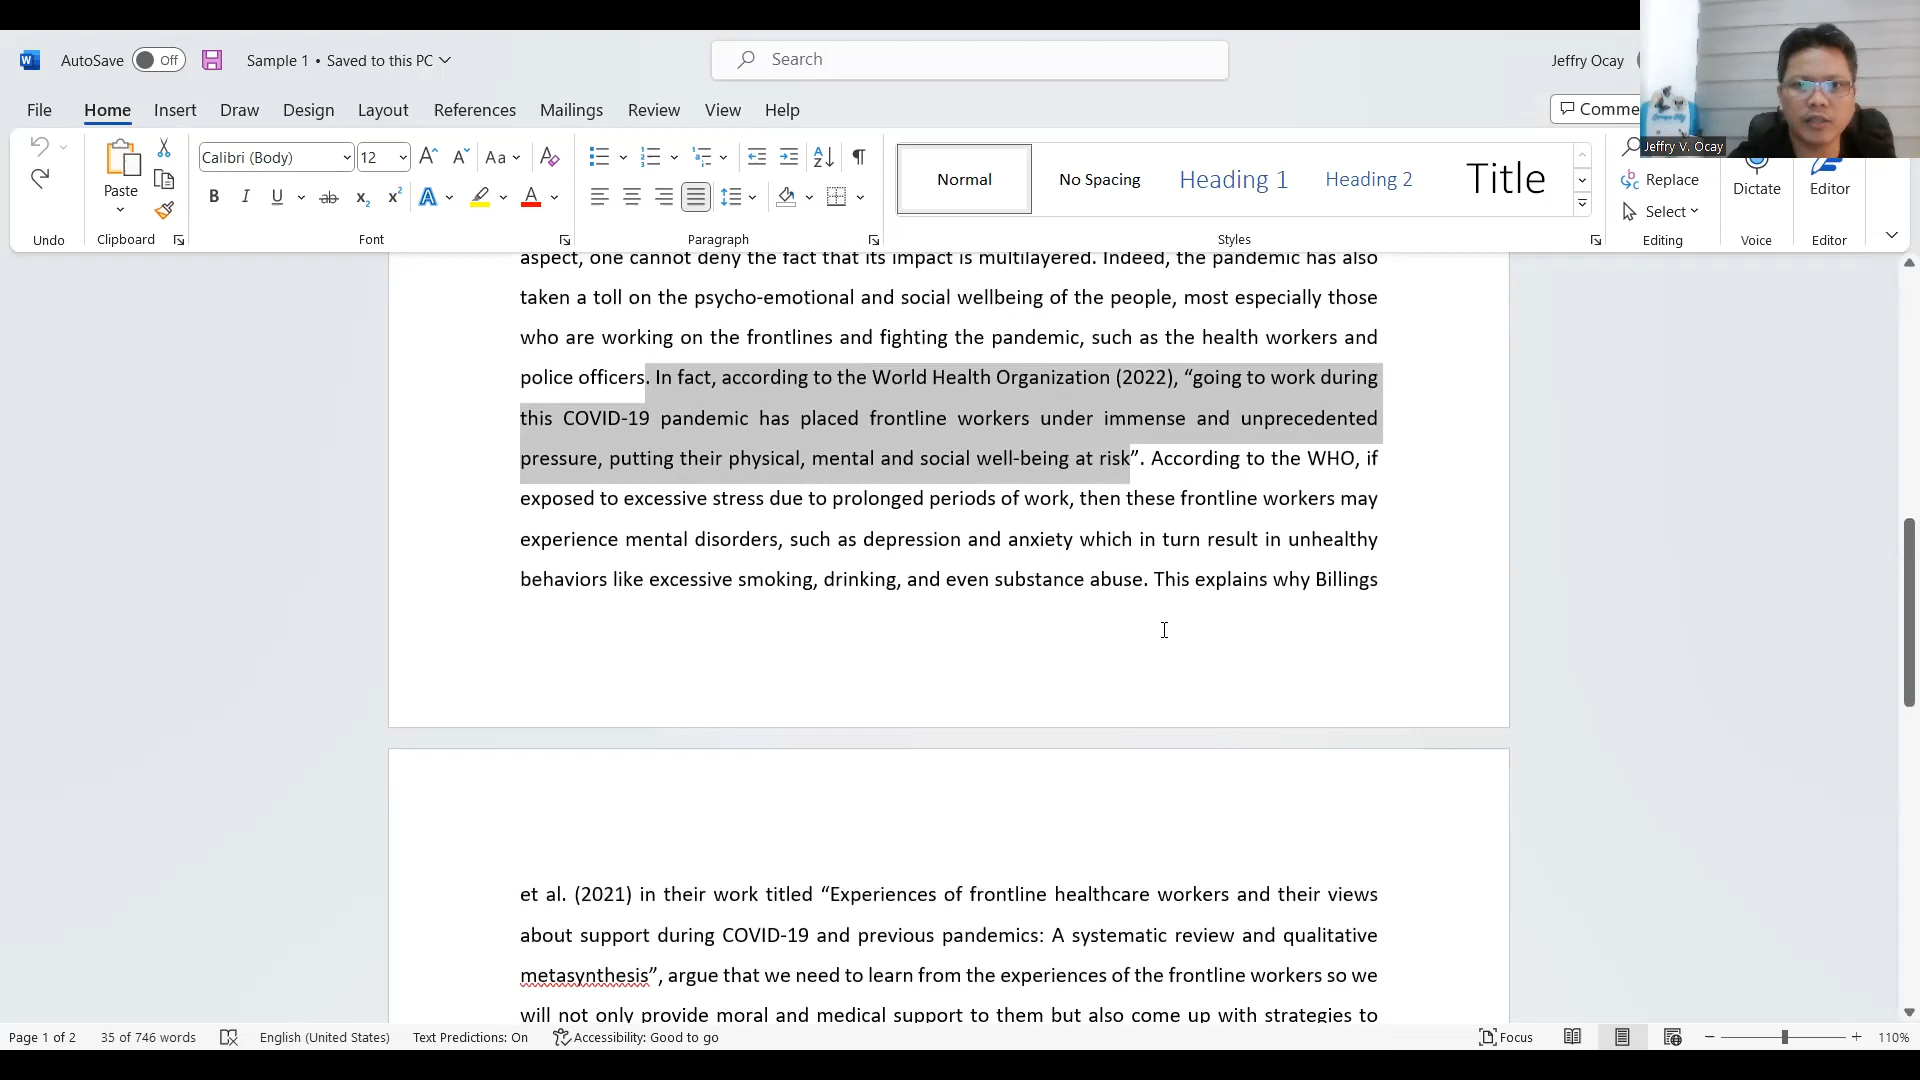 AutoSave Off Sample 1 • Saved to this PC Search Jeffry Ocay
File Home Insert Draw Design Layout References Mailings Review View Help Comme
Jeffry V. Ocay
Paste
Calibri (Body) 12 Aa
Normal No Spacing Heading 1 Heading 2 Title
Replace
Select
Dictate
Editor
Undo Clipboard Font Paragraph Styles Editing Voice Editor
aspect, one cannot deny the fact that its impact is multilayered. Indeed, the pandemic has also
taken a toll on the psycho-emotional and social wellbeing of the people, most especially those
who are working on the frontlines and fighting the pandemic, such as the health workers and
police officers. In fact, according to the World Health Organization (2022), “going to work during
this COVID-19 pandemic has placed frontline workers under immense and unprecedented
pressure, putting their physical, mental and social well-being at risk”. According to the WHO, if
exposed to excessive stress due to prolonged periods of work, then these frontline workers may
experience mental disorders, such as depression and anxiety which in turn result in unhealthy
behaviors like excessive smoking, drinking, and even substance abuse. This explains why Billings
et al. (2021) in their work titled “Experiences of frontline healthcare workers and their views
about support during COVID-19 and previous pandemics: A systematic review and qualitative
metasynthesis”, argue that we need to learn from the experiences of the frontline workers so we
will not only provide moral and medical support to them but also come up with strategies to
Page 1 of 2 35 of 746 words English (United States) Text Predictions: On Accessibility: Good to go Focus 110%